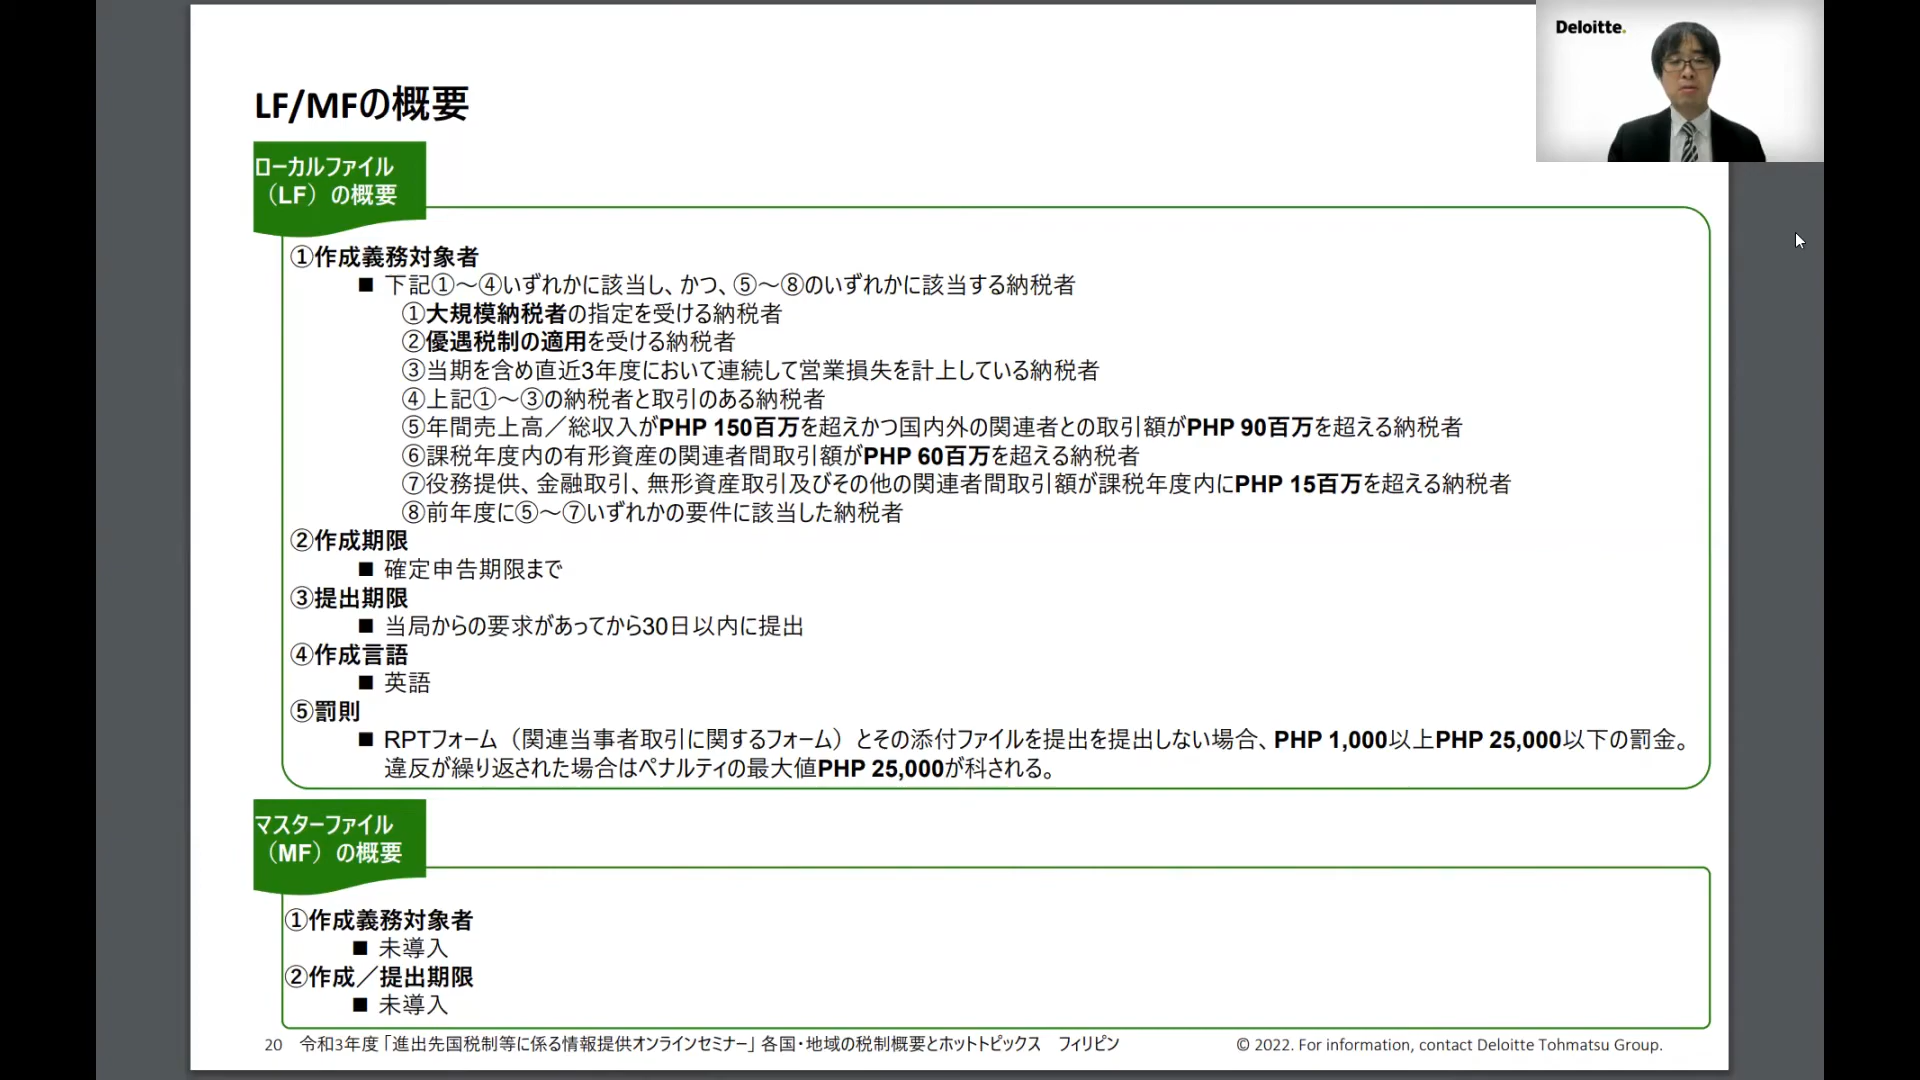 Deloitte.
LF/MFの概要
ローカルファイル
（LF）の概要
①作成義務対象者
■ 下記①～④いずれかに該当し、かつ、⑤～⑧のいずれかに該当する納税者
①大規模納税者の指定を受ける納税者
②優遇税制の適用を受ける納税者
③当期を含め直近3年度において連続して営業損失を計上している納税者
④上記①～③の納税者と取引のある納税者
⑤年間売上高／総収入がPHP 150百万を超えかつ国内外の関連者との取引額がPHP 90百万を超える納税者
⑥課税年度内の有形資産の関連者間取引額がPHP 60百万を超える納税者
⑦役務提供、金融取引、無形資産取引及びその他の関連者間取引額が課税年度内にPHP 15百万を超える納税者
⑧前年度に⑤～⑦いずれかの要件に該当した納税者
②作成期限
■ 確定申告期限まで
③提出期限
■ 当局からの要求があってから30日以内に提出
④作成言語
■ 英語
⑤罰則
■ RPTフォーム（関連当事者取引に関するフォーム）とその添付ファイルを提出を提出しない場合、PHP 1,000以上PHP 25,000以下の罰金。
違反が繰り返された場合はペナルティの最大値PHP 25,000が科される。
マスターファイル
（MF）の概要
①作成義務対象者
■ 未導入
②作成／提出期限
■ 未導入
20 令和3年度「進出先国税制等に係る情報提供オンラインセミナー」各国・地域の税制概要とホットトピックス フィリピン
© 2022. For information, contact Deloitte Tohmatsu Group.